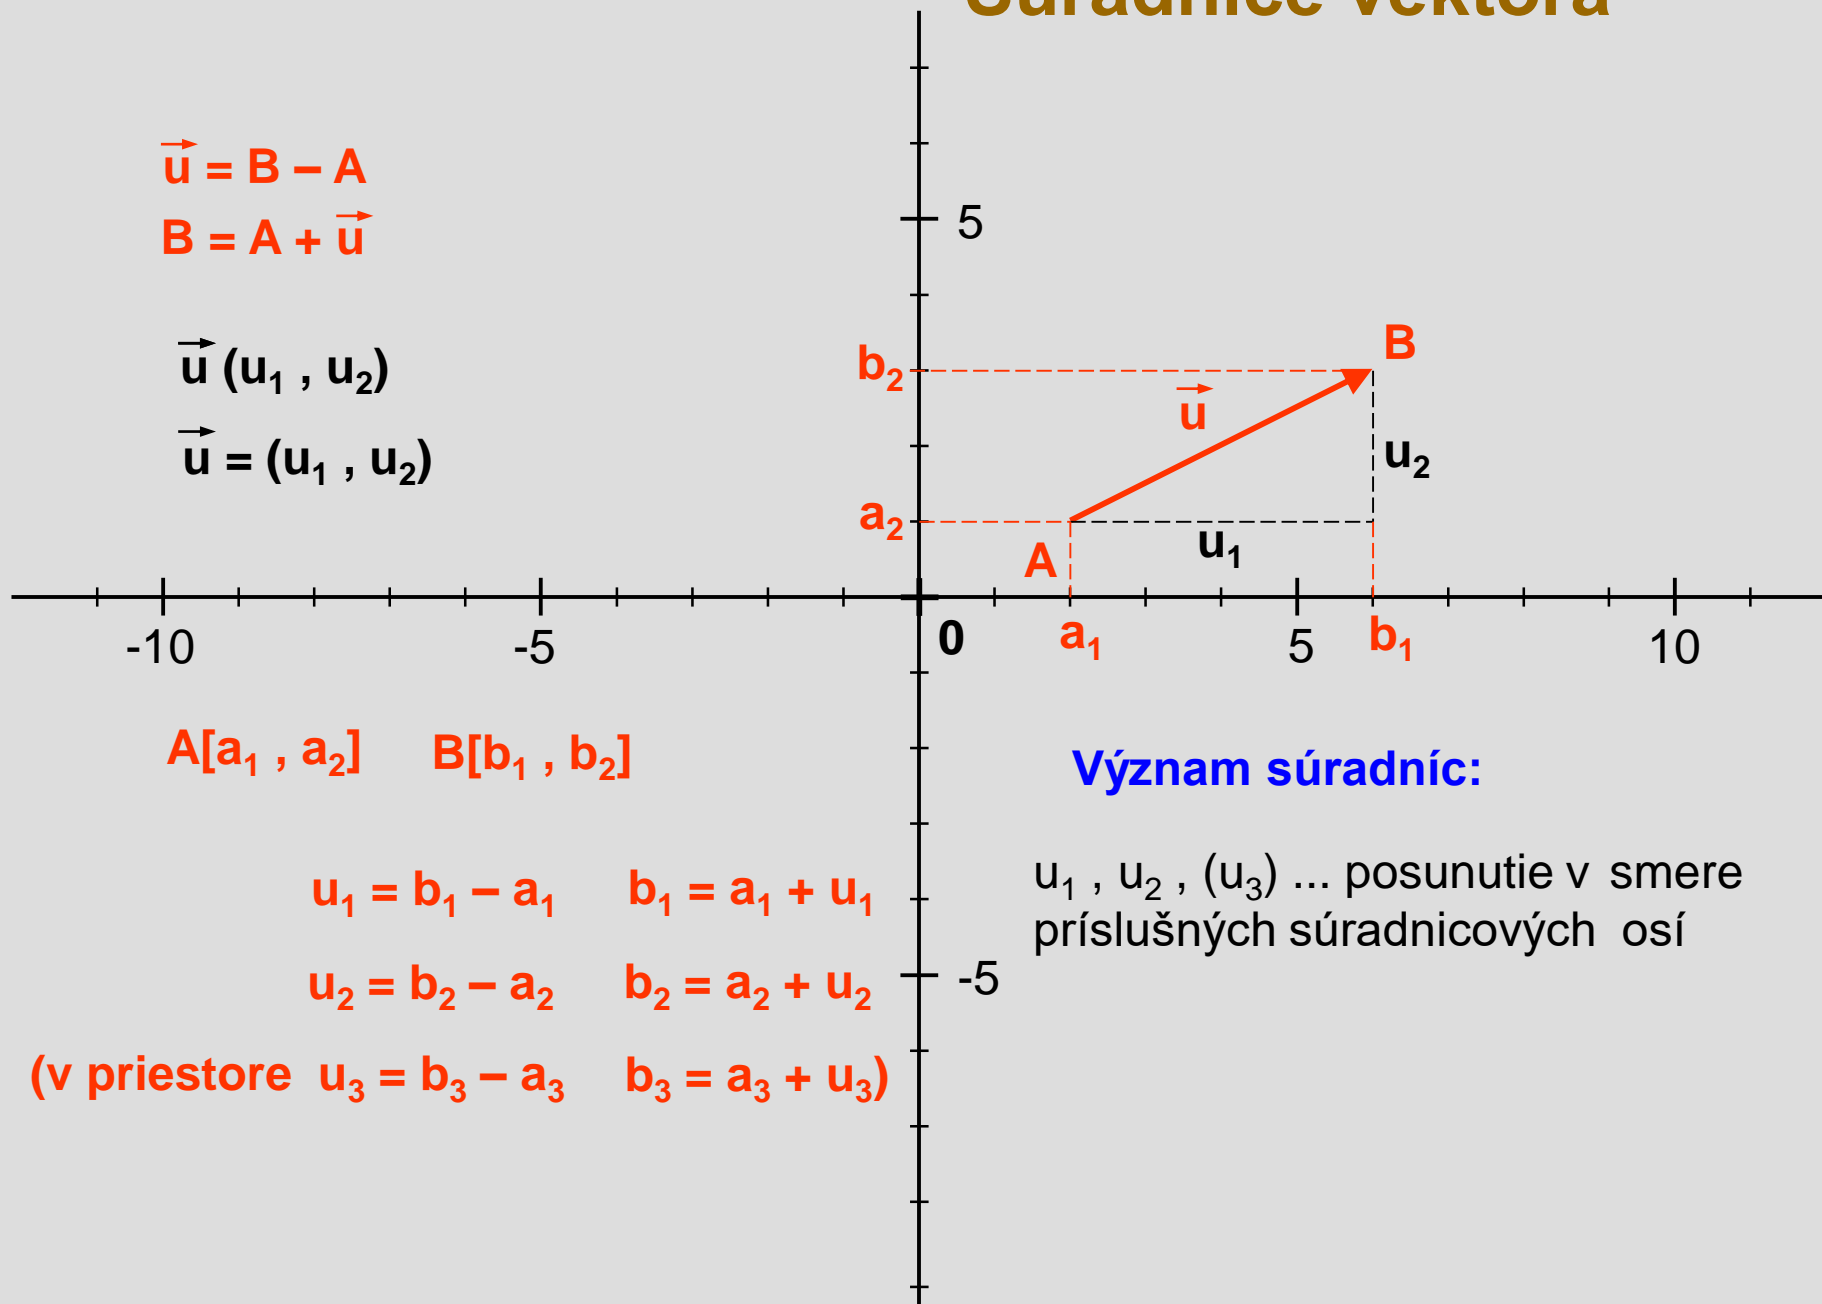 Súradnice vektora
u⃗ = B – A
B = A + u⃗
u⃗ (u₁ , u₂)
u⃗ = (u₁ , u₂)
5
b₂
B
u⃗
u₂
a₂
A
u₁
-10
-5
0
a₁
5
b₁
10
A[a₁ , a₂]
B[b₁ , b₂]
u₁ = b₁ – a₁
b₁ = a₁ + u₁
u₂ = b₂ – a₂
b₂ = a₂ + u₂
(v priestore u₃ = b₃ – a₃
b₃ = a₃ + u₃)
Význam súradníc:
u₁ , u₂ , (u₃) ... posunutie v smere
príslušných súradnicových osí
-5